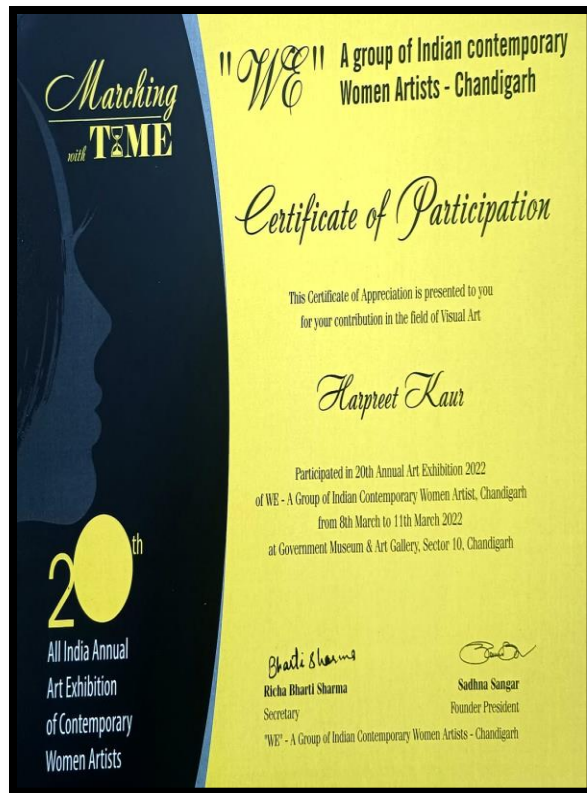 Marching
with TIME
"WE" A group of Indian contemporary
Women Artists - Chandigarh
Certificate of Participation
This Certificate of Appreciation is presented to you
for your contribution in the field of Visual Art
Harpreet Kaur
Participated in 20th Annual Art Exhibition 2022
of WE - A Group of Indian Contemporary Women Artist, Chandigarh
from 8th March to 11th March 2022
at Government Museum & Art Gallery, Sector 10, Chandigarh
20th
All India Annual
Art Exhibition
of Contemporary
Women Artists
Bharti Sharma
Richa Bharti Sharma
Secretary
Sadhna Sangar
Founder President
"WE" - A Group of Indian Contemporary Women Artists - Chandigarh